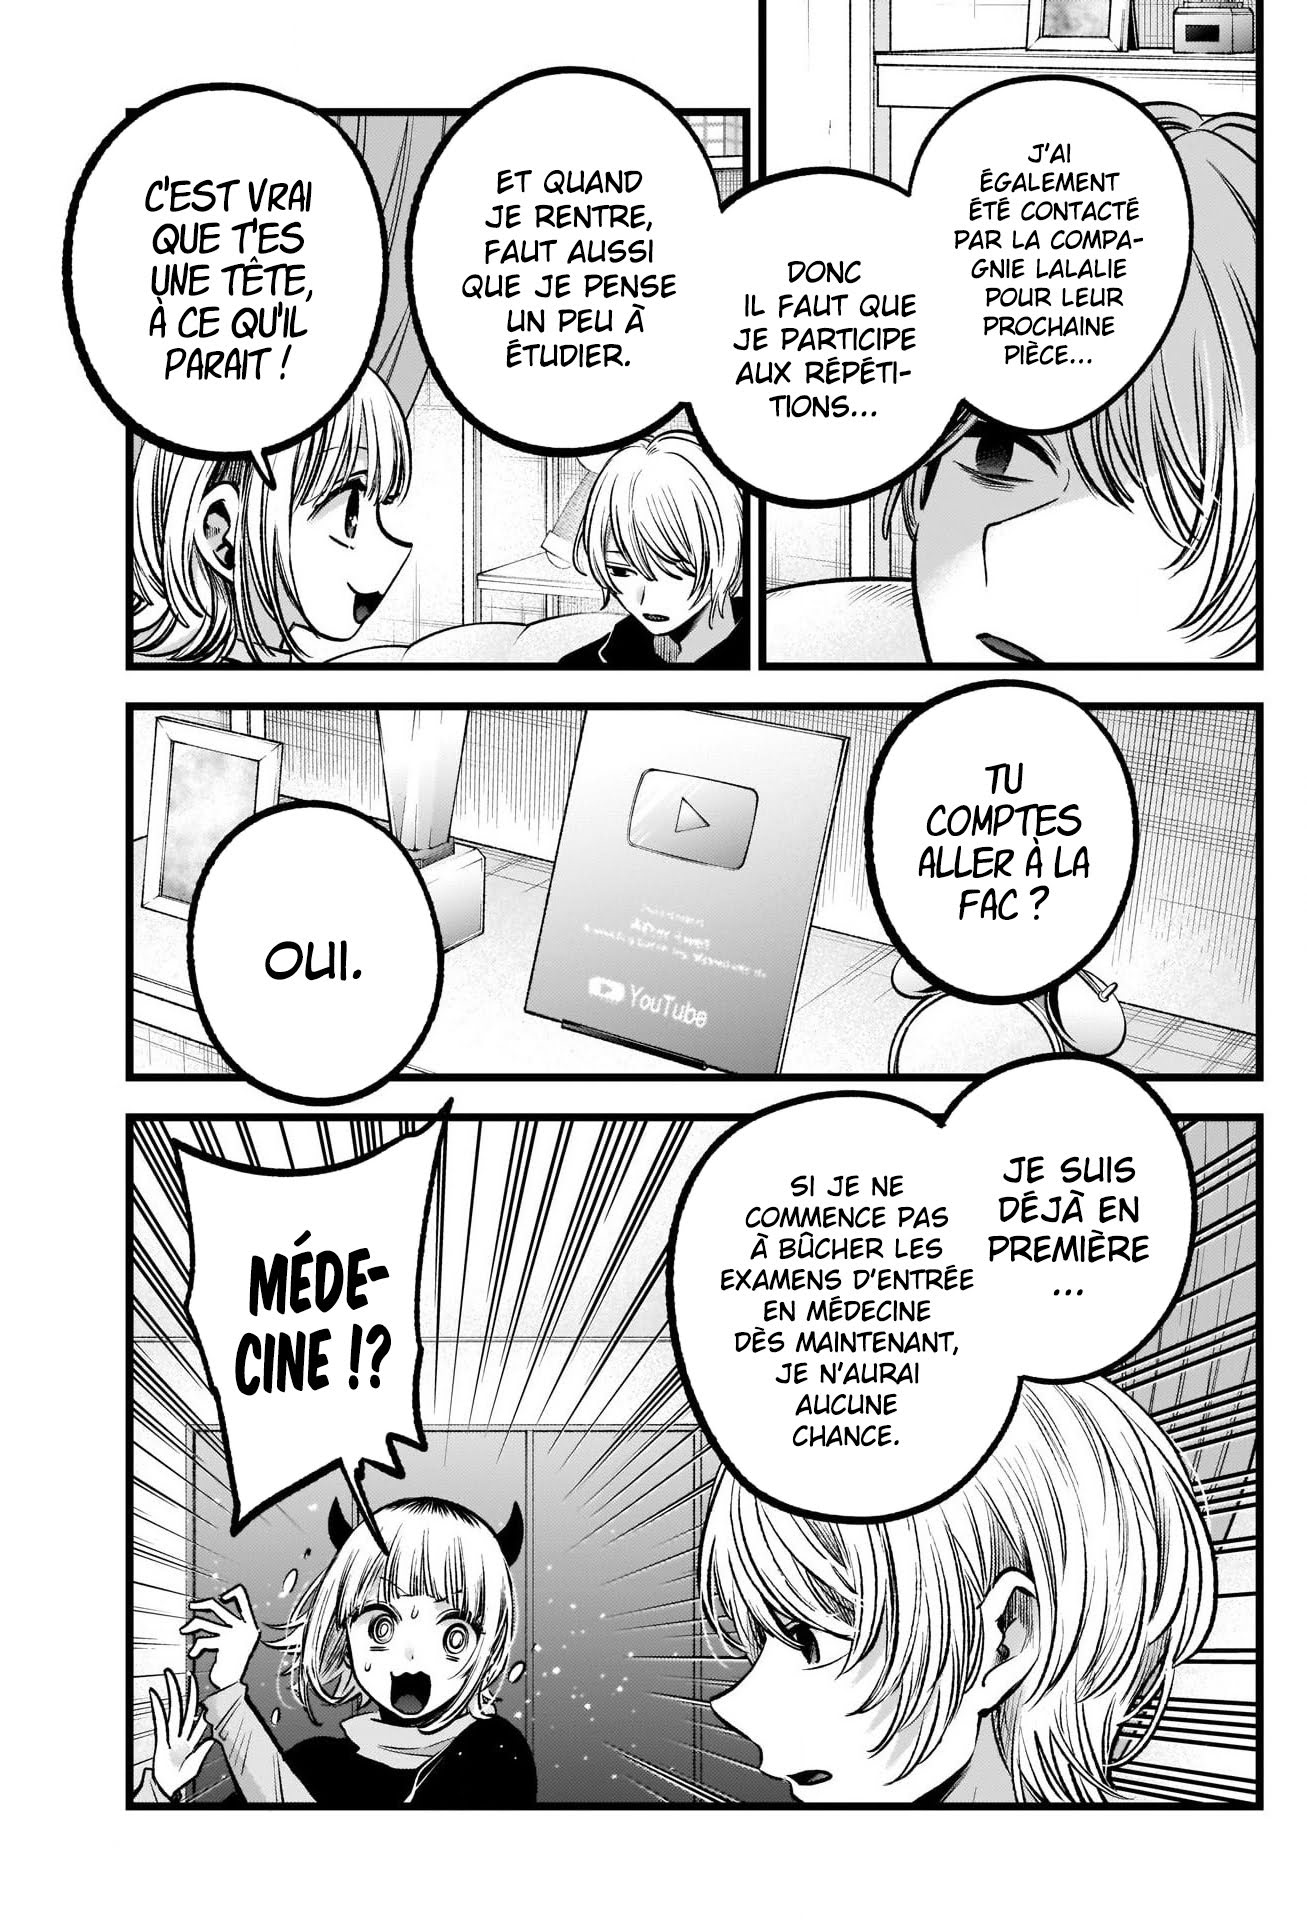 J'AI
ÉGALEMENT
ÉTÉ CONTACTÉ
PAR LA COMPA-
GNIE LALALIE
POUR LEUR
PROCHAINE
PIÈCE...
DONC
IL FAUT QUE
JE PARTICIPE
AUX RÉPÉTI-
TIONS...
ET QUAND
JE RENTRE,
FAUT AUSSI
QUE JE PENSE
UN PEU À
ÉTUDIER.
C'EST VRAI
QUE T'ES
UNE TÊTE,
À CE QU'IL
PARAIT !
TU
COMPTES
ALLER À LA
FAC ?
YouTube
OUI.
JE SUIS
DÉJÀ EN
PREMIÈRE
...
SI JE NE
COMMENCE PAS
À BÛCHER LES
EXAMENS D'ENTRÉE
EN MÉDECINE
DÈS MAINTENANT,
JE N'AURAI
AUCUNE
CHANCE.
MÉDE-
CINE !?